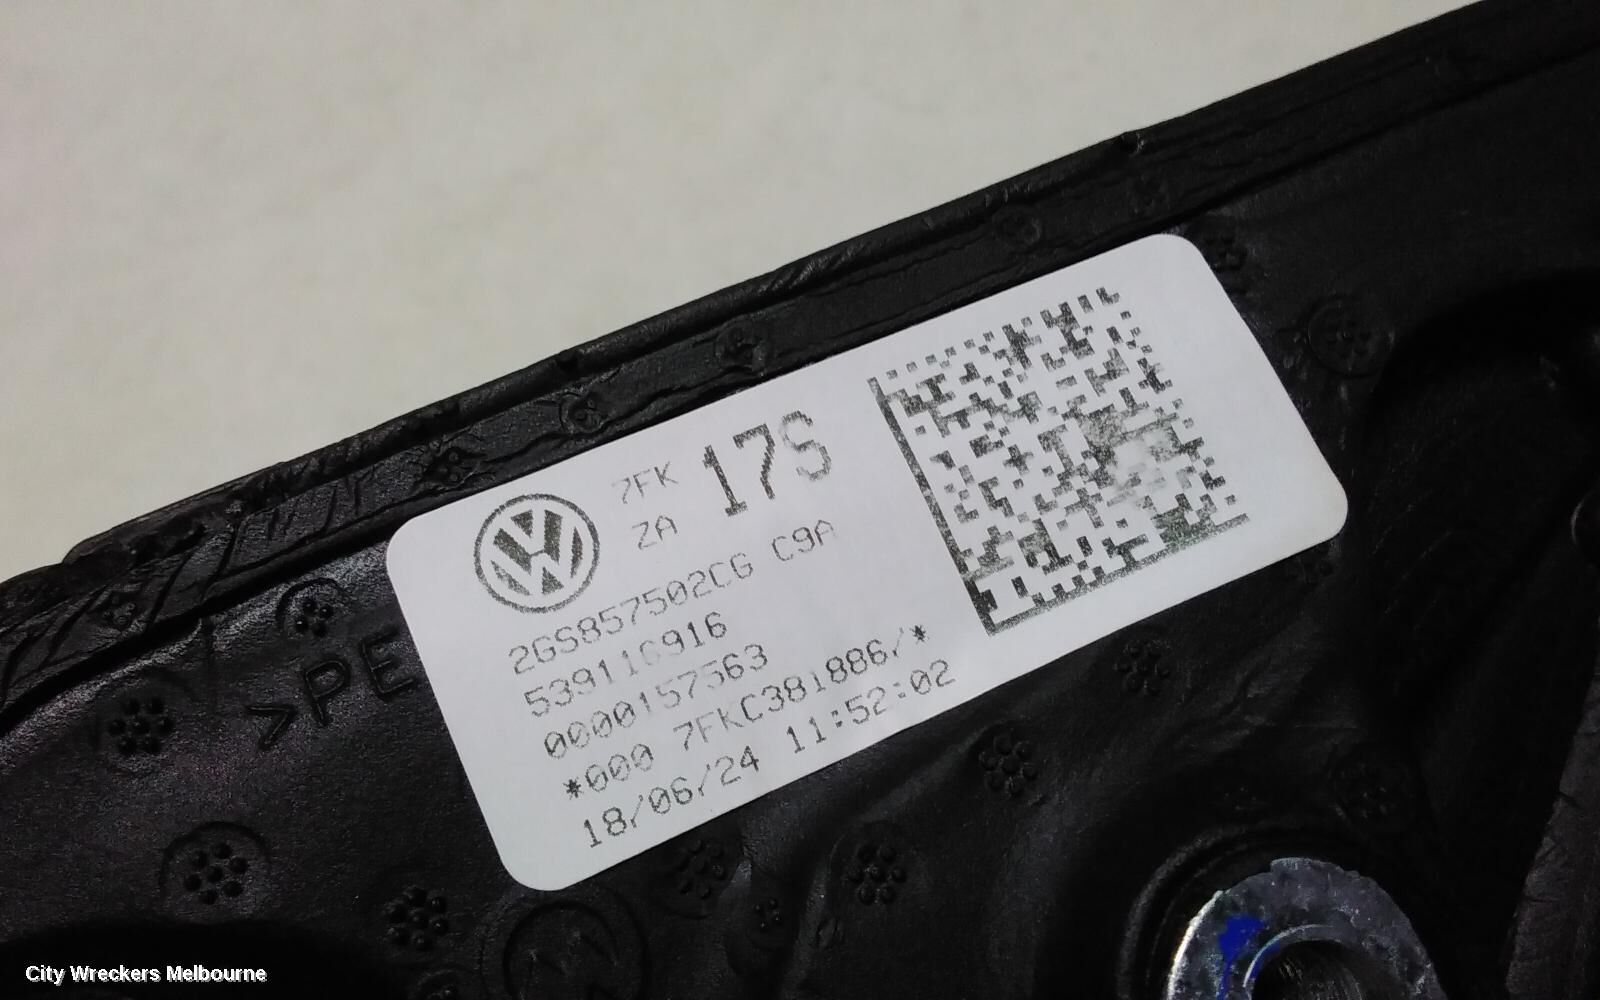 7FK 17S
ZA
2GS857502CG C9A
539116916
0000157563
*000 7FKC381886/*
18/06/24 11:52:02
>PE
City Wreckers Melbourne